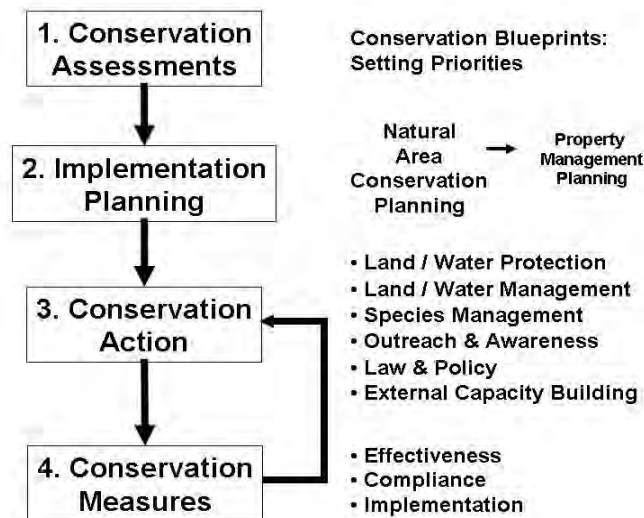 1. Conservation
Assessments
Conservation Blueprints:
Setting Priorities
2. Implementation
Planning
Natural
Area
Conservation
Planning
Property
Management
Planning
3. Conservation
Action
• Land / Water Protection
• Land / Water Management
• Species Management
• Outreach & Awareness
• Law & Policy
• External Capacity Building
4. Conservation
Measures
• Effectiveness
• Compliance
• Implementation